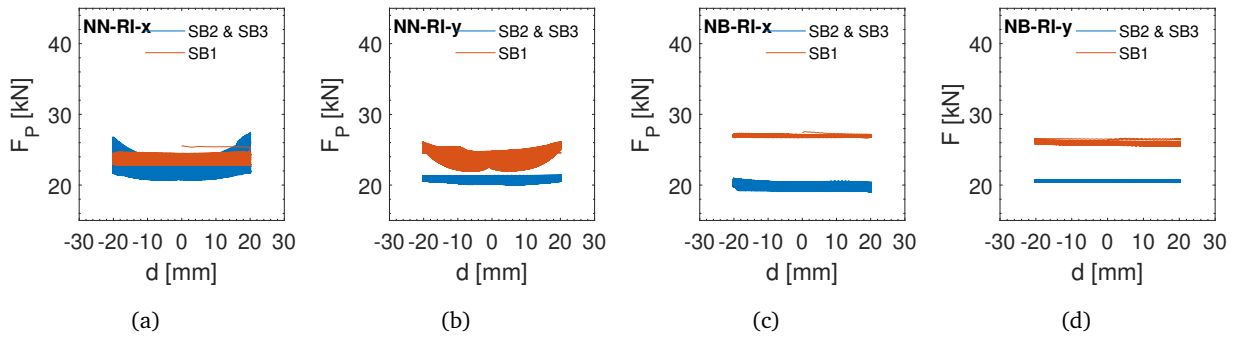 NN-RI-x
SB2 & SB3
SB1
F_P [kN]
40
30
20
-30 -20 -10 0 10 20 30
d [mm]
(a)
NN-RI-y
SB2 & SB3
SB1
F_P [kN]
40
30
20
-30 -20 -10 0 10 20 30
d [mm]
(b)
NB-RI-x
SB2 & SB3
SB1
F_P [kN]
40
30
20
-30 -20 -10 0 10 20 30
d [mm]
(c)
NB-RI-y
SB2 & SB3
SB1
F [kN]
40
30
20
-30 -20 -10 0 10 20 30
d [mm]
(d)